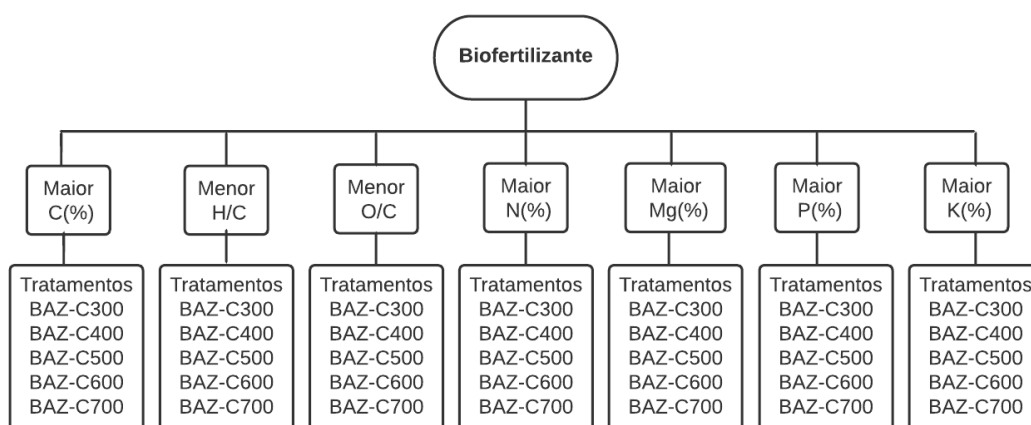 Biofertilizante
Maior
C(%)
Menor
H/C
Menor
O/C
Maior
N(%)
Maior
Mg(%)
Maior
P(%)
Maior
K(%)
Tratamentos
BAZ-C300
BAZ-C400
BAZ-C500
BAZ-C600
BAZ-C700
Tratamentos
BAZ-C300
BAZ-C400
BAZ-C500
BAZ-C600
BAZ-C700
Tratamentos
BAZ-C300
BAZ-C400
BAZ-C500
BAZ-C600
BAZ-C700
Tratamentos
BAZ-C300
BAZ-C400
BAZ-C500
BAZ-C600
BAZ-C700
Tratamentos
BAZ-C300
BAZ-C400
BAZ-C500
BAZ-C600
BAZ-C700
Tratamentos
BAZ-C300
BAZ-C400
BAZ-C500
BAZ-C600
BAZ-C700
Tratamentos
BAZ-C300
BAZ-C400
BAZ-C500
BAZ-C600
BAZ-C700